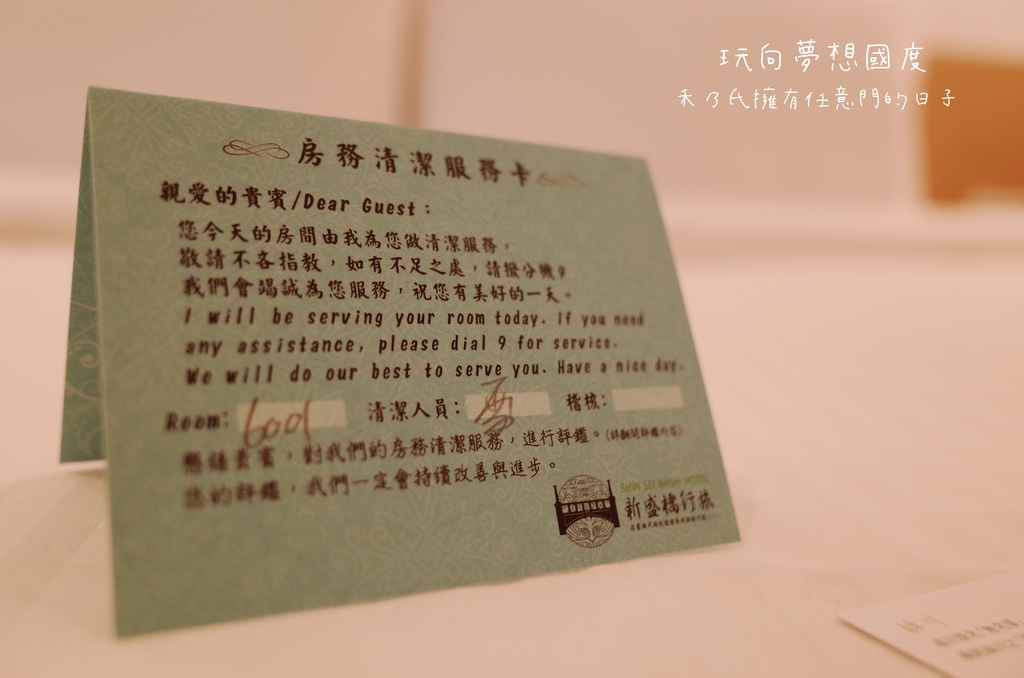 玩向夢想國度
禾乃氏擁有任意門的日子
房務清潔服務卡
親愛的貴賓/Dear Guest：
您今天的房間由我為您做清潔服務，
敬請不吝指教，如有不足之處，請撥分機9
我們會竭誠為您服務，祝您有美好的一天。
I will be serving your room today. If you need
any assistance, please dial 9 for service.
We will do our best to serve you. Have a nice day.
Room: 清潔人員: 稽核:
懇請貴賓，對我們的房務清潔服務，進行評鑑。(請翻開評鑑內容)
您的評鑑，我們一定會持續改善與進步。
SHIN SEI BASHI HOTEL
新盛橋行旅